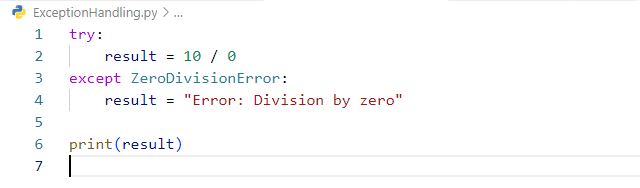 ExceptionHandling.py > ...
1 try:
2     result = 10 / 0
3 except ZeroDivisionError:
4     result = "Error: Division by zero"
5
6 print(result)
7